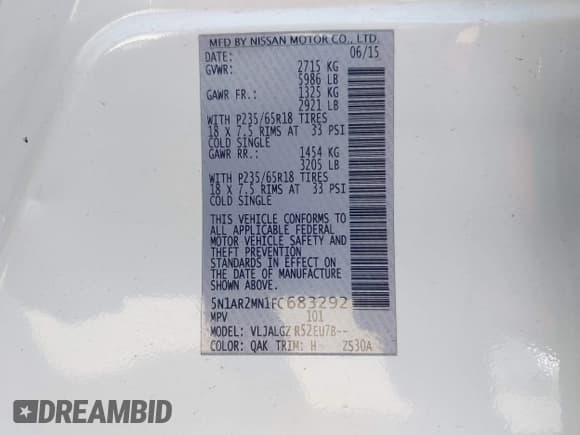 MFD BY NISSAN MOTOR CO., LTD.
DATE: 06/15
GVWR: 2715 KG
5986 LB
GAWR FR.: 1325 KG
2921 LB
WITH P235/65R18 TIRES
18 X 7.5 RIMS AT 33 PSI
COLD SINGLE
GAWR RR.: 1454 KG
3205 LB
WITH P235/65R18 TIRES
18 X 7.5 RIMS AT 33 PSI
COLD SINGLE
THIS VEHICLE CONFORMS TO
ALL APPLICABLE FEDERAL
MOTOR VEHICLE SAFETY AND
THEFT PREVENTION
STANDARDS IN EFFECT ON
THE DATE OF MANUFACTURE
SHOWN ABOVE.
5N1AR2MN1FC683292
MPV 101
MODEL: VLJALGZ R52EU7B--
COLOR: QAK TRIM: H ZS30A
DREAMBID